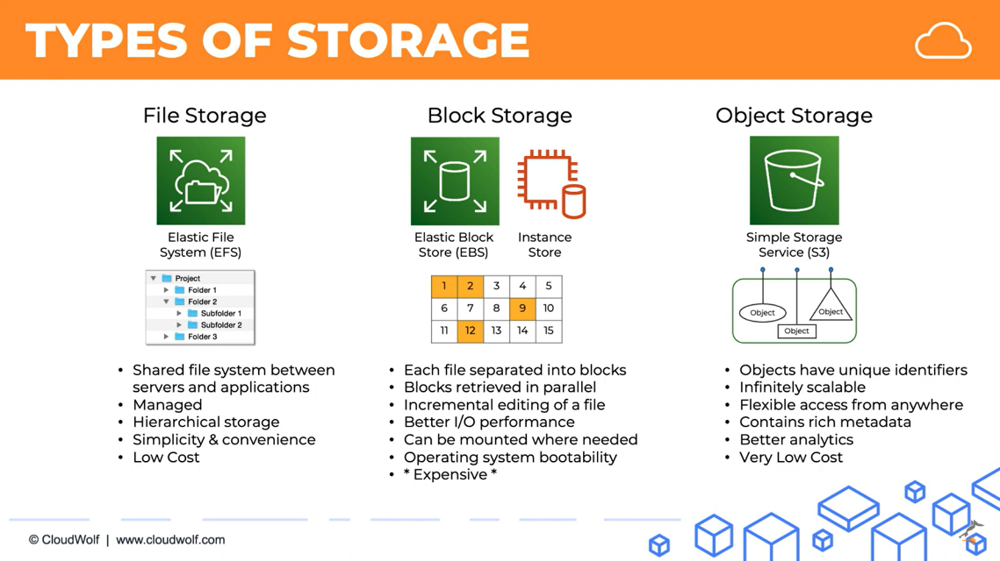 TYPES OF STORAGE
File Storage
Elastic File
System (EFS)
Project
Folder 1
Folder 2
Subfolder 1
Subfolder 2
Folder 3
• Shared file system between
servers and applications
• Managed
• Hierarchical storage
• Simplicity & convenience
• Low Cost
Block Storage
Elastic Block
Store (EBS)
Instance
Store
1 2 3 4 5
6 7 8 9 10
11 12 13 14 15
• Each file separated into blocks
• Blocks retrieved in parallel
• Incremental editing of a file
• Better I/O performance
• Can be mounted where needed
• Operating system bootability
• * Expensive *
Object Storage
Simple Storage
Service (S3)
Object
Object
Object
• Objects have unique identifiers
• Infinitely scalable
• Flexible access from anywhere
• Contains rich metadata
• Better analytics
• Very Low Cost
© CloudWolf | www.cloudwolf.com